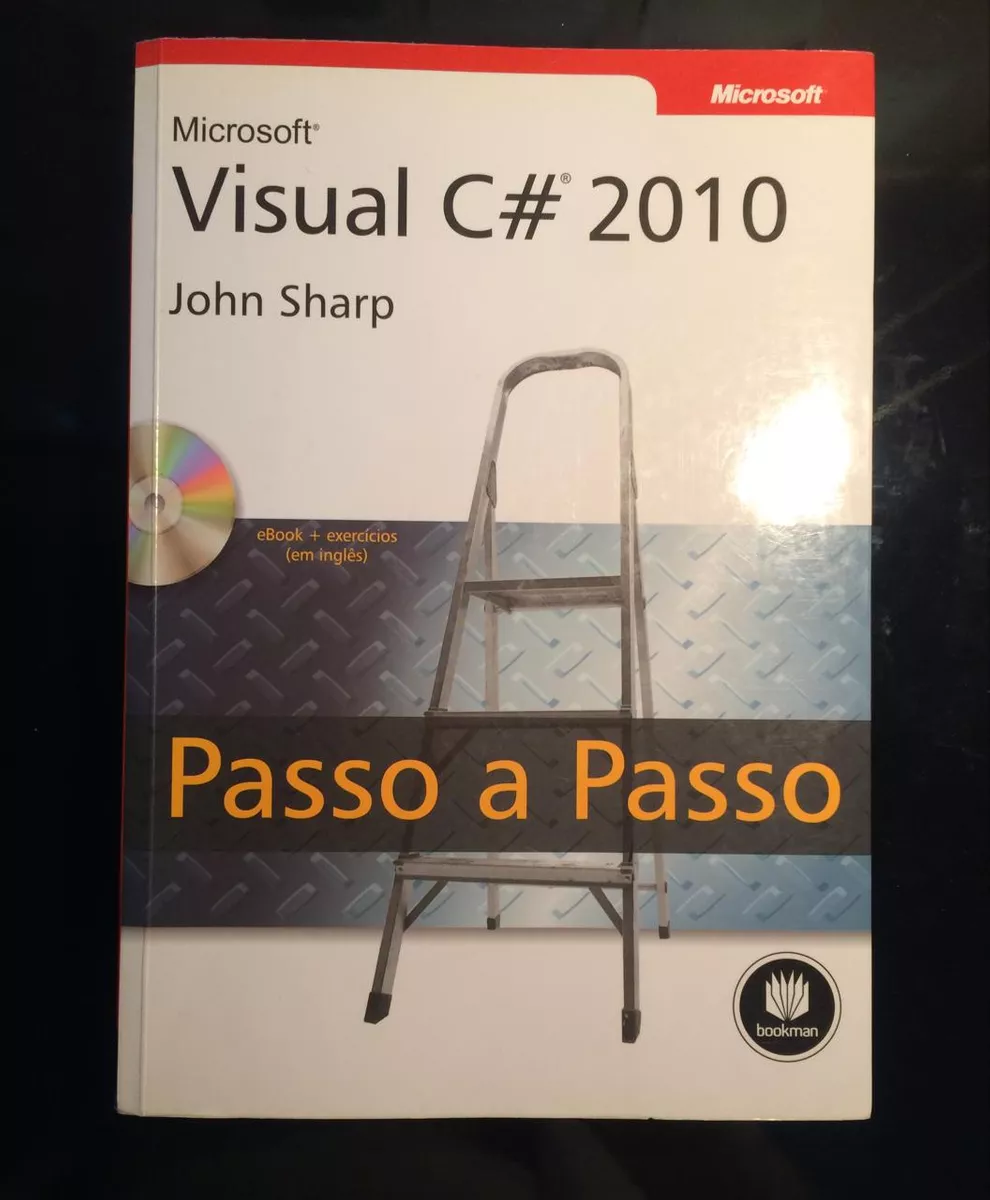 Microsoft
Microsoft®
Visual C#® 2010
John Sharp
eBook + exercícios
(em inglês)
Passo a Passo
bookman